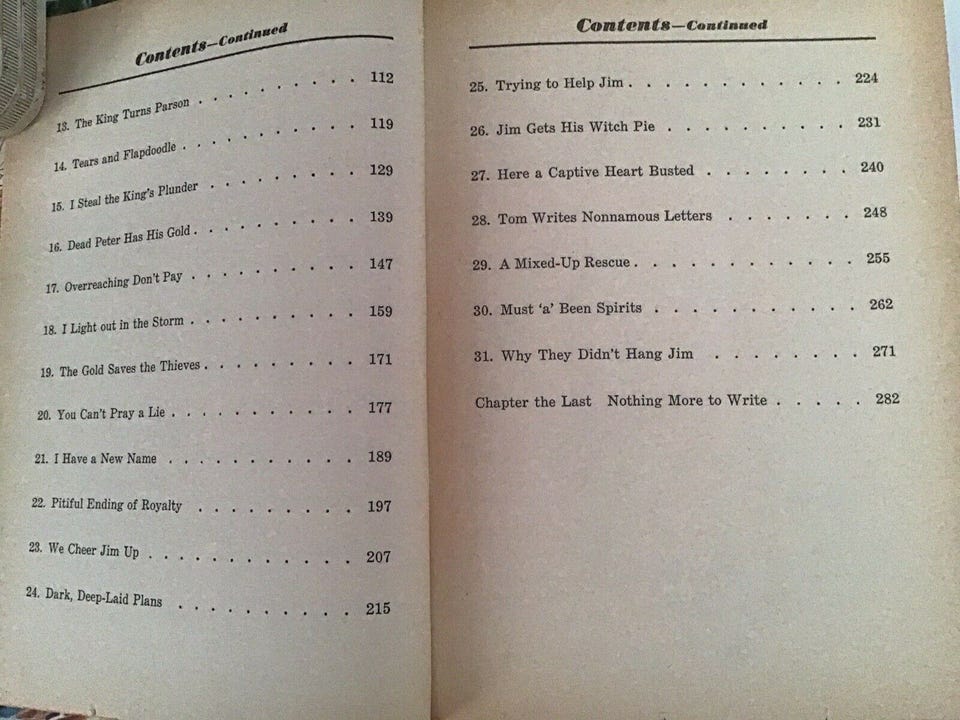 Contents—Continued
13. The King Turns Parson . . . . . . . . . . 112
14. Tears and Flapdoodle . . . . . . . . . . . 119
15. I Steal the King's Plunder . . . . . . . . . 129
16. Dead Peter Has His Gold . . . . . . . . . . 139
17. Overreaching Don't Pay . . . . . . . . . . 147
18. I Light out in the Storm . . . . . . . . . . 159
19. The Gold Saves the Thieves . . . . . . . . . 171
20. You Can't Pray a Lie . . . . . . . . . . . 177
21. I Have a New Name . . . . . . . . . . . 189
22. Pitiful Ending of Royalty . . . . . . . . . 197
23. We Cheer Jim Up . . . . . . . . . . . . 207
24. Dark, Deep-Laid Plans . . . . . . . . . . 215
Contents—Continued
25. Trying to Help Jim . . . . . . . . . . . . 224
26. Jim Gets His Witch Pie . . . . . . . . . . 231
27. Here a Captive Heart Busted . . . . . . . . 240
28. Tom Writes Nonnamous Letters . . . . . . . 248
29. A Mixed-Up Rescue . . . . . . . . . . . . 255
30. Must 'a' Been Spirits . . . . . . . . . . . 262
31. Why They Didn't Hang Jim . . . . . . . . 271
Chapter the Last Nothing More to Write . . . . . 282